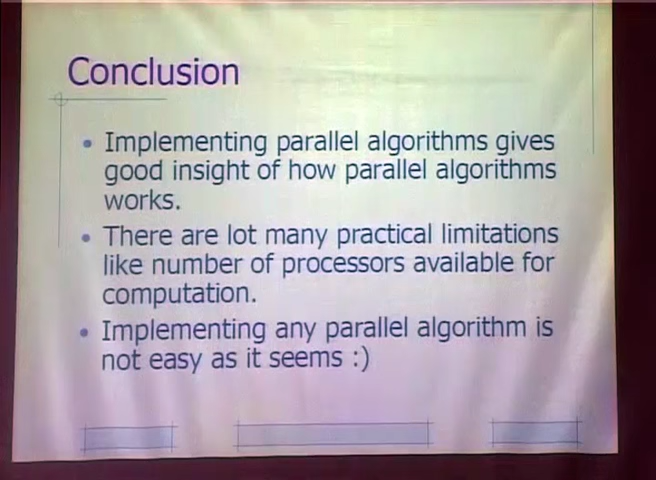 Conclusion
• Implementing parallel algorithms gives
good insight of how parallel algorithms
works.
• There are lot many practical limitations
like number of processors available for
computation.
• Implementing any parallel algorithm is
not easy as it seems :)